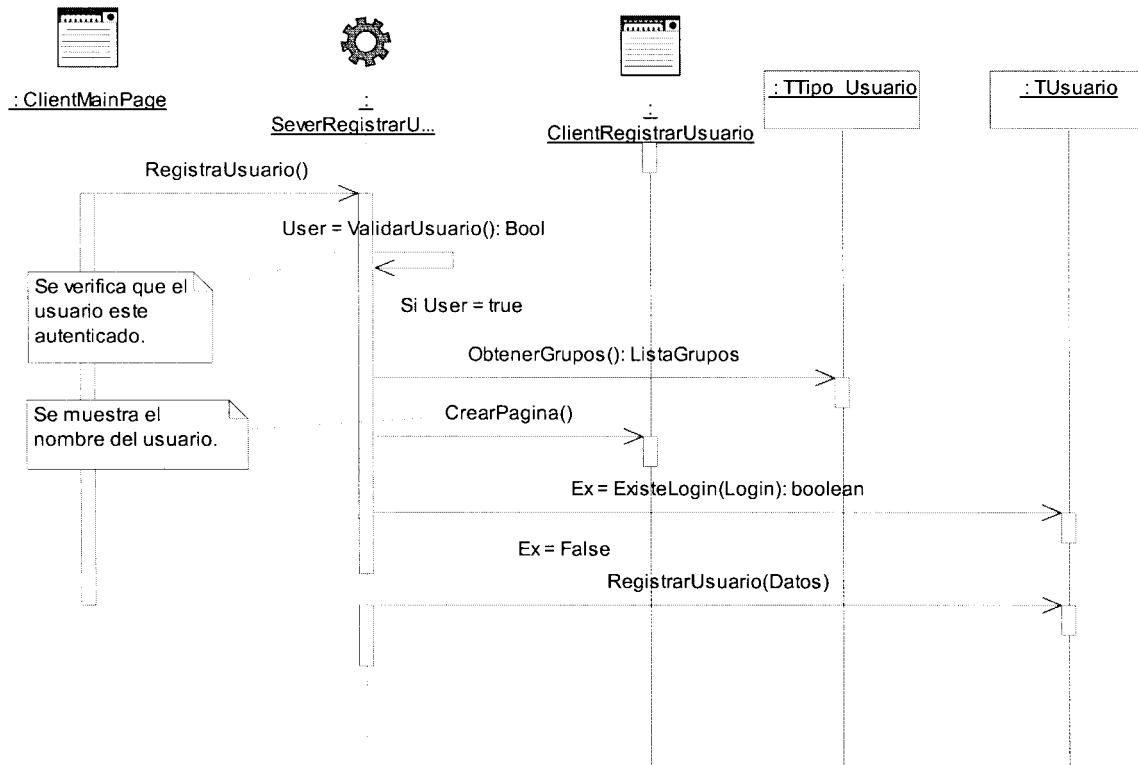 : ClientMainPage
:
SeverRegistrarU...
:
ClientRegistrarUsuario
: TTipo_Usuario
: TUsuario
RegistraUsuario()
User = ValidarUsuario(): Bool
Se verifica que el
usuario este
autenticado.
Si User = true
ObtenerGrupos(): ListaGrupos
Se muestra el
nombre del usuario.
CrearPagina()
Ex = ExisteLogin(Login): boolean
Ex = False
RegistrarUsuario(Datos)